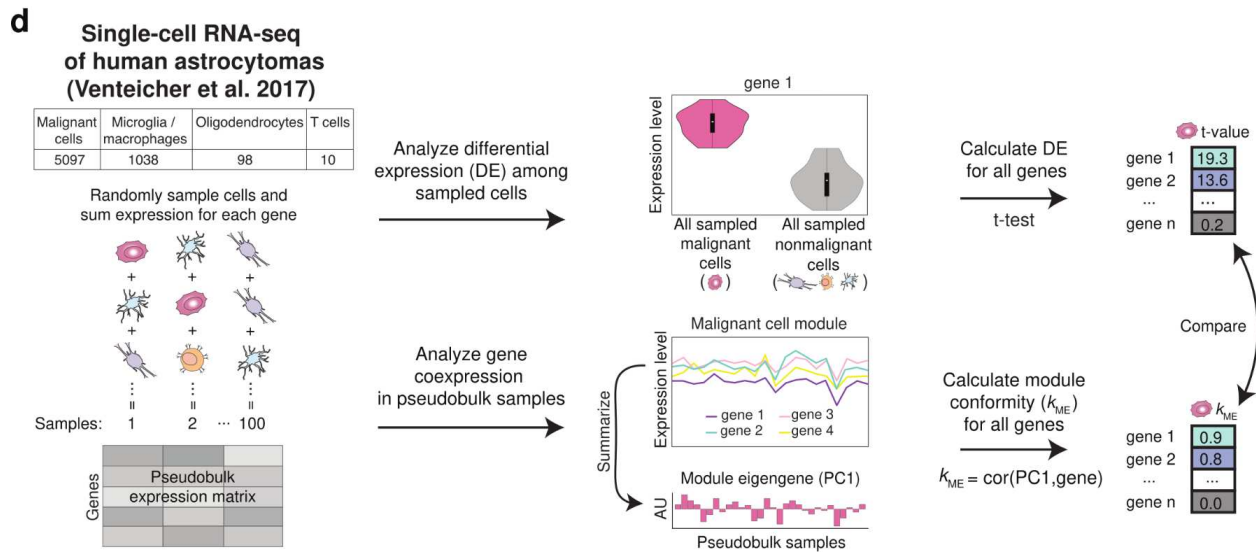 d
Single-cell RNA-seq
of human astrocytomas
(Venteicher et al. 2017)
Malignant cells
Microglia / macrophages
Oligodendrocytes
T cells
5097
1038
98
10
Randomly sample cells and
sum expression for each gene
+ + +
+ + +
⋮ ⋮ ⋮
= = =
Samples: 1 2 ··· 100
Genes
Pseudobulk
expression matrix
Analyze differential
expression (DE) among
sampled cells
gene 1
Expression level
All sampled
malignant
cells
( )
All sampled
nonmalignant
cells
( )
Calculate DE
for all genes
t-test
t-value
gene 1 19.3
gene 2 13.6
... ...
gene n 0.2
Compare
Analyze gene
coexpression
in pseudobulk samples
Summarize
Malignant cell module
Expression level
gene 1 gene 3
gene 2 gene 4
Module eigengene (PC1)
AU
Pseudobulk samples
Calculate module
conformity (kME)
for all genes
kME = cor(PC1,gene)
kME
gene 1 0.9
gene 2 0.8
... ...
gene n 0.0